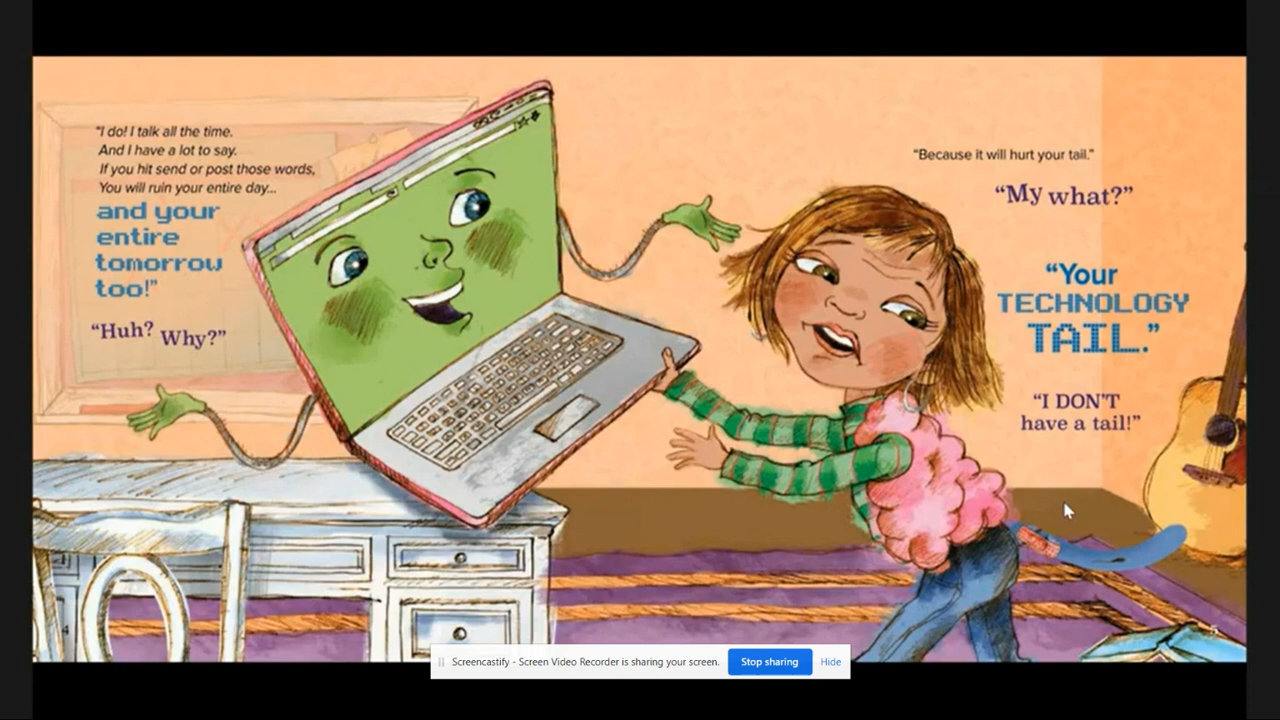 "I do! I talk all the time.
And I have a lot to say.
If you hit send or post those words,
You will ruin your entire day...
and your
entire
tomorrow
too!"
"Huh? Why?"
"Because it will hurt your tail."
"My what?"
"Your
TECHNOLOGY
TAIL."
"I DON'T
have a tail!"
5
Screencastify - Screen Video Recorder is sharing your screen.
Stop sharing
Hide